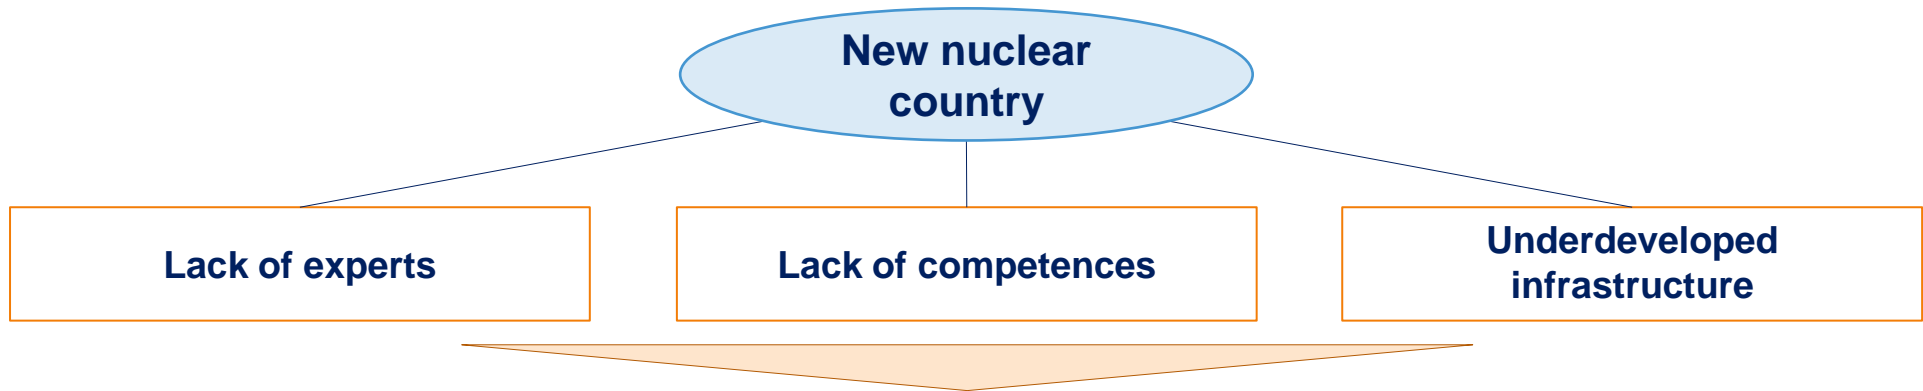 New nuclear
country
Lack of experts
Lack of competences
Underdeveloped
infrastructure